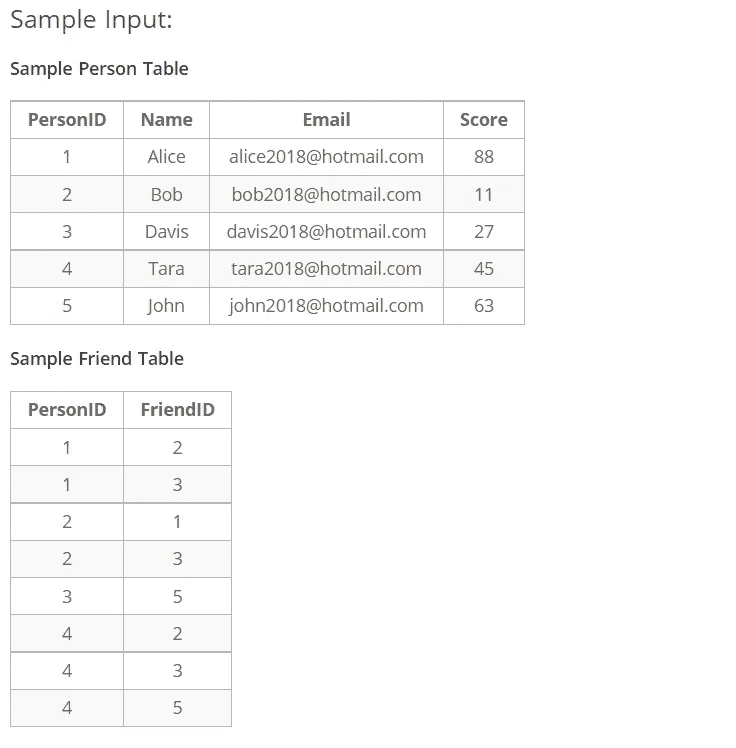 Sample Input:
Sample Person Table
PersonID Name Email Score
1 Alice alice2018@hotmail.com 88
2 Bob bob2018@hotmail.com 11
3 Davis davis2018@hotmail.com 27
4 Tara tara2018@hotmail.com 45
5 John john2018@hotmail.com 63
Sample Friend Table
PersonID FriendID
1 2
1 3
2 1
2 3
3 5
4 2
4 3
4 5